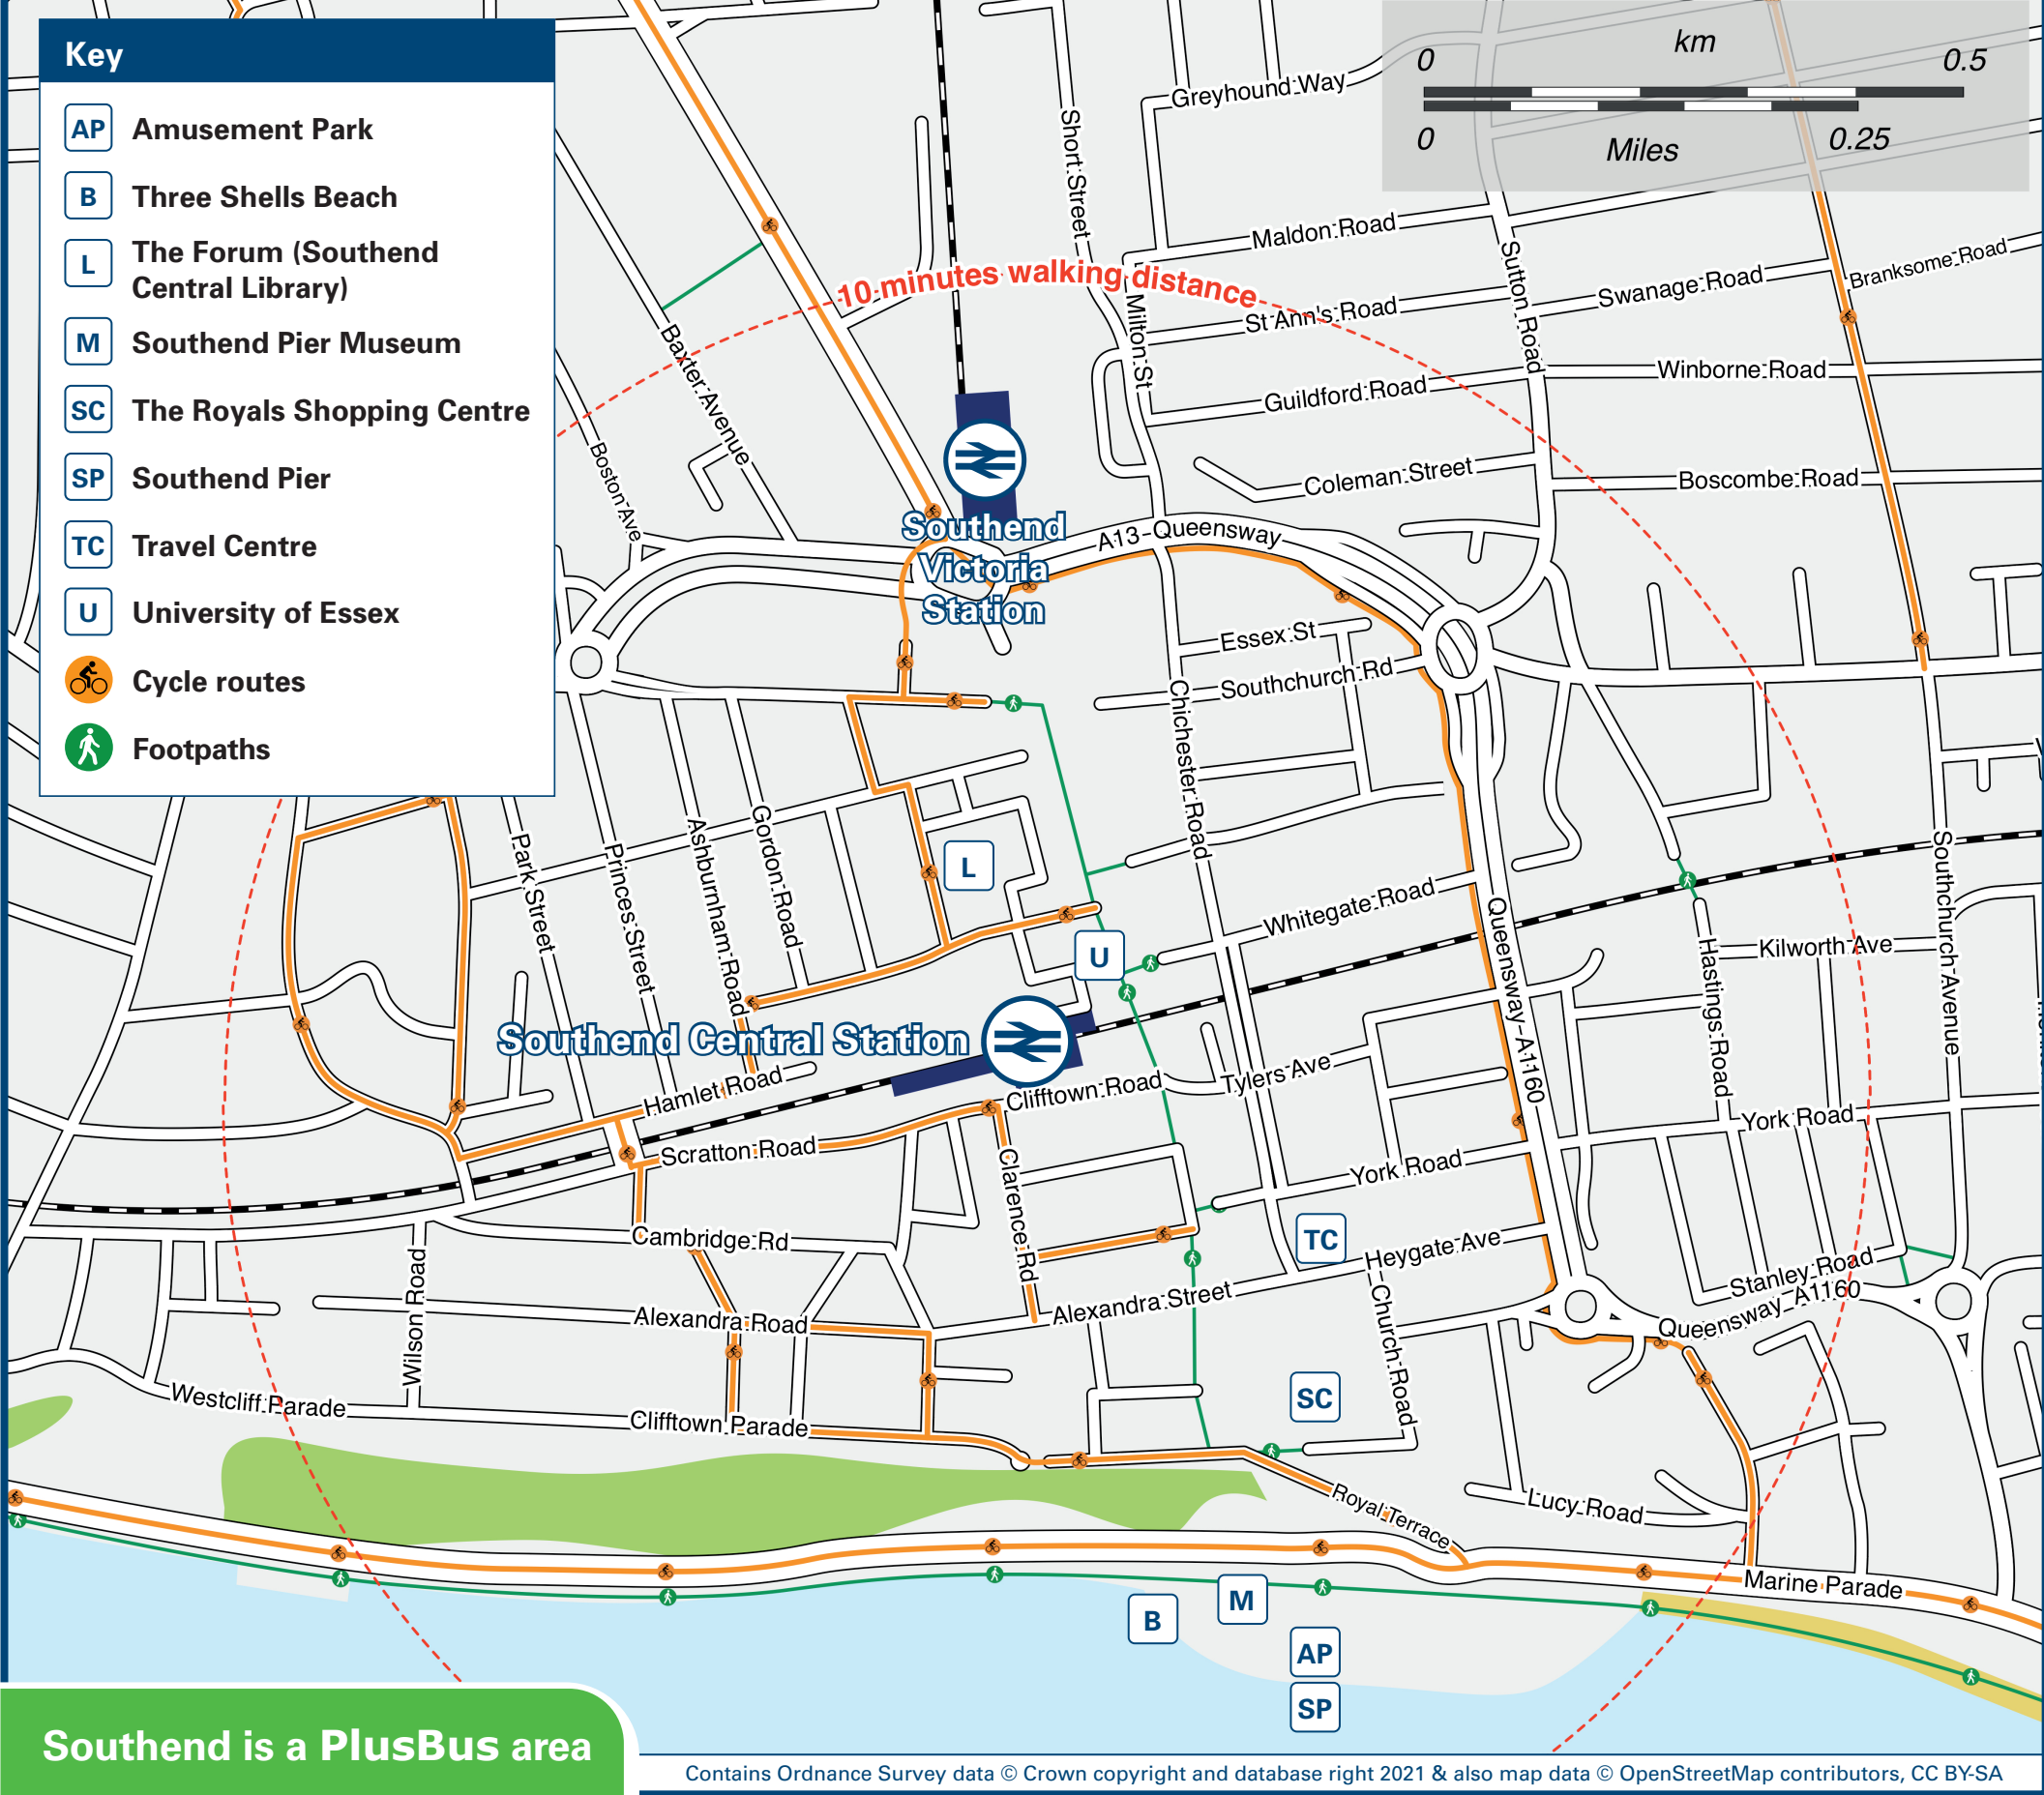 Key
AP Amusement Park
B Three Shells Beach
L The Forum (Southend
Central Library)
M Southend Pier Museum
SC The Royals Shopping Centre
SP Southend Pier
TC Travel Centre
U University of Essex
Cycle routes
Footpaths
km
0 0.5
0 0.25
Miles
Greyhound Way
Short Street
Maldon Road
Sutton Road
Branksome Road
Swanage Road
10 minutes walking distance
St Ann's Road
Milton St
Baxter Avenue
Winborne Road
Guildford Road
Boston Ave
Coleman Street
Boscombe Road
Southend
Victoria
Station
A13 Queensway
Essex St
Southchurch Rd
Chichester Road
Park Street
Princes Street
Ashburnham Road
Gordon Road
L
Southchurch Avenue
Whitegate Road
U
Queensway A1160
Kilworth Ave
Hastings Road
Southend Central Station
Hamlet Road
Clifftown Road
Tylers Ave
York Road
Scratton Road
Clarence Rd
York Road
Cambridge Rd
TC
Heygate Ave
Stanley Road
Wilson Road
Alexandra Road
Alexandra Street
Church Road
Queensway A1160
Westcliff Parade
Clifftown Parade
SC
Royal Terrace
Lucy Road
Marine Parade
B
M
AP
SP
Southend is a PlusBus area
Contains Ordnance Survey data © Crown copyright and database right 2021 & also map data © OpenStreetMap contributors, CC BY-SA